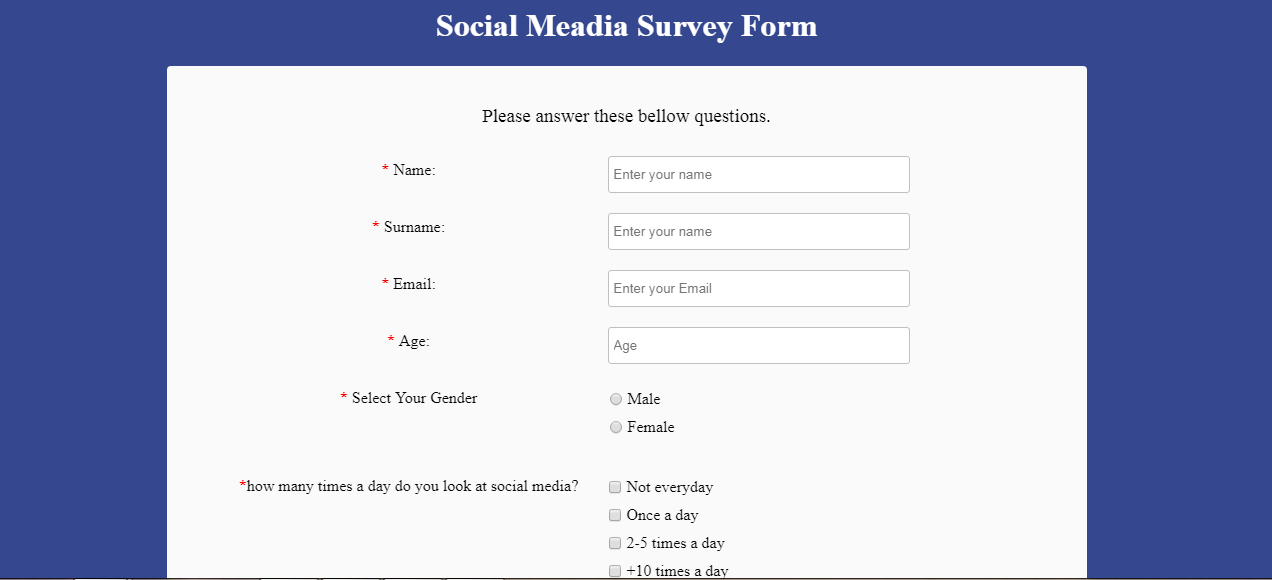 Social Meadia Survey Form
Please answer these bellow questions.
* Name: Enter your name
* Surname: Enter your name
* Email: Enter your Email
* Age: Age
* Select Your Gender Male
Female
*how many times a day do you look at social media? Not everyday
Once a day
2-5 times a day
+10 times a day